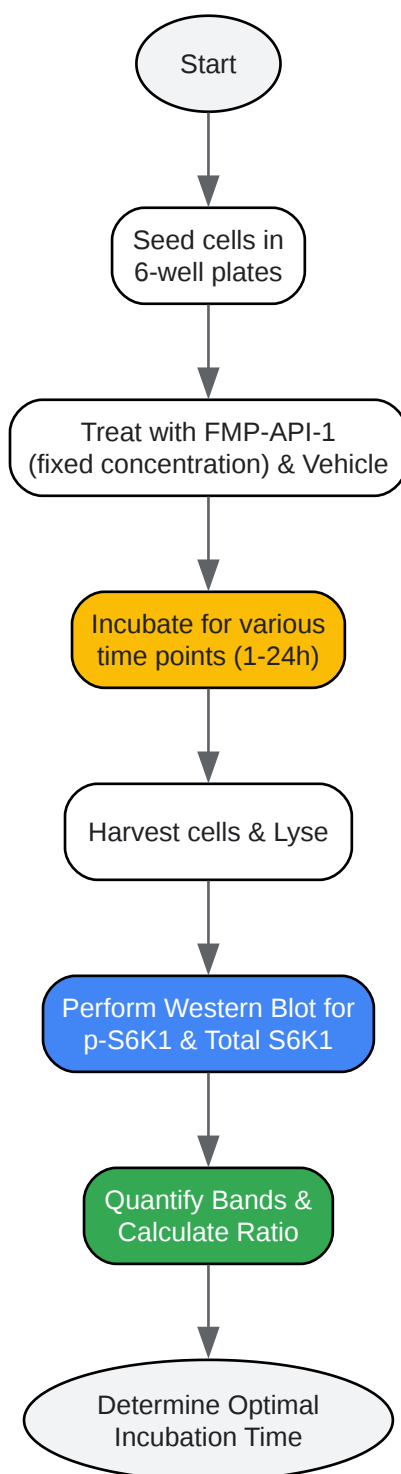 Start
Seed cells in
6-well plates
Treat with FMP-API-1
(fixed concentration) & Vehicle
Incubate for various
time points (1-24h)
Harvest cells & Lyse
Perform Western Blot for
p-S6K1 & Total S6K1
Quantify Bands &
Calculate Ratio
Determine Optimal
Incubation Time